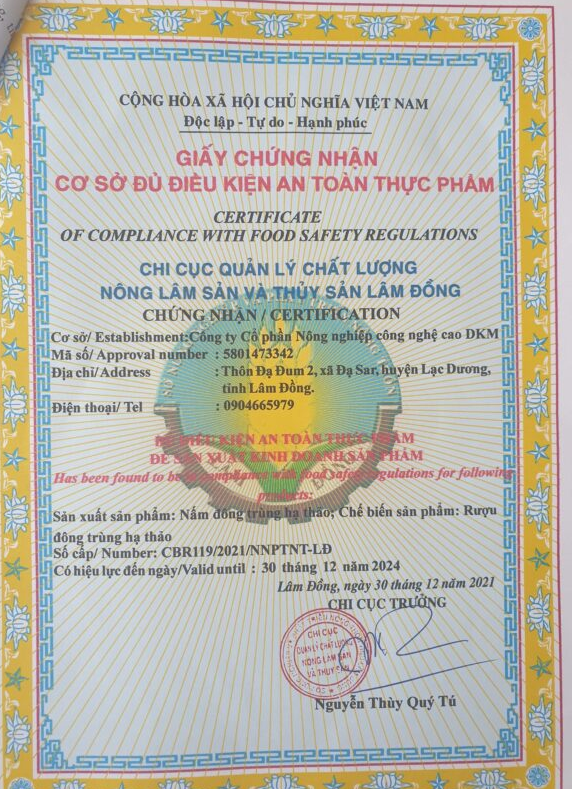 CỘNG HÒA XÃ HỘI CHỦ NGHĨA VIỆT NAM
Độc lập - Tự do - Hạnh phúc
GIẤY CHỨNG NHẬN
CƠ SỞ ĐỦ ĐIỀU KIỆN AN TOÀN THỰC PHẨM
CERTIFICATE
OF COMPLIANCE WITH FOOD SAFETY REGULATIONS
CHI CỤC QUẢN LÝ CHẤT LƯỢNG
NÔNG LÂM SẢN VÀ THỦY SẢN LÂM ĐỒNG
CHỨNG NHẬN / CERTIFICATION
Cơ sở/ Establishment:Công ty Cổ phần Nông nghiệp công nghệ cao DKM
Mã số/ Approval number : 5801473342
Địa chỉ/Address : Thôn Đạ Đum 2, xã Đạ Sar, huyện Lạc Dương,
tỉnh Lâm Đồng.
Điện thoại/ Tel : 0904665979
ĐỦ ĐIỀU KIỆN AN TOÀN THỰC PHẨM
ĐỂ SẢN XUẤT KINH DOANH SẢN PHẨM
Has been found to be in compliance with food safety regulations for following
products:
Sản xuất sản phẩm: Nấm đông trùng hạ thảo; Chế biến sản phẩm: Rượu
đông trùng hạ thảo
Số cấp/ Number: CBR119/2021/NNPTNT-LĐ
Có hiệu lực đến ngày/Valid until : 30 tháng 12 năm 2024
Lâm Đồng, ngày 30 tháng 12 năm 2021
CHI CỤC TRƯỞNG
CHI CỤC
QUẢN LÝ CHẤT LƯỢNG
NÔNG LÂM SẢN
VÀ THỦY SẢN
Nguyễn Thùy Quý Tú